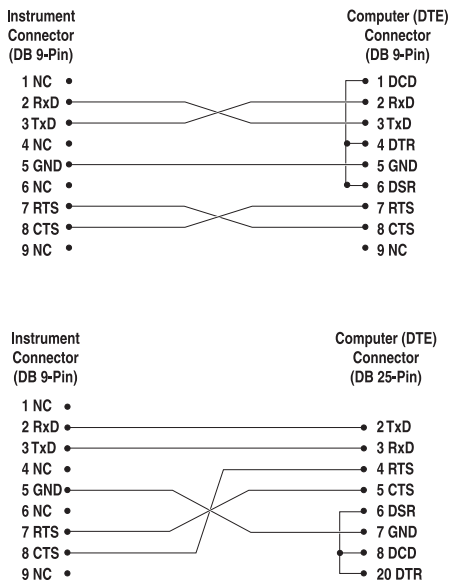 Instrument
Connector
(DB 9-Pin)
Computer (DTE)
Connector
(DB 9-Pin)
1 NC
1 DCD
2 RxD
2 RxD
3 TxD
3 TxD
4 NC
4 DTR
5 GND
5 GND
6 NC
6 DSR
7 RTS
7 RTS
8 CTS
8 CTS
9 NC
9 NC
Instrument
Connector
(DB 9-Pin)
Computer (DTE)
Connector
(DB 25-Pin)
1 NC
2 RxD
2 TxD
3 TxD
3 RxD
4 NC
4 RTS
5 GND
5 CTS
6 NC
6 DSR
7 RTS
7 GND
8 CTS
8 DCD
9 NC
20 DTR